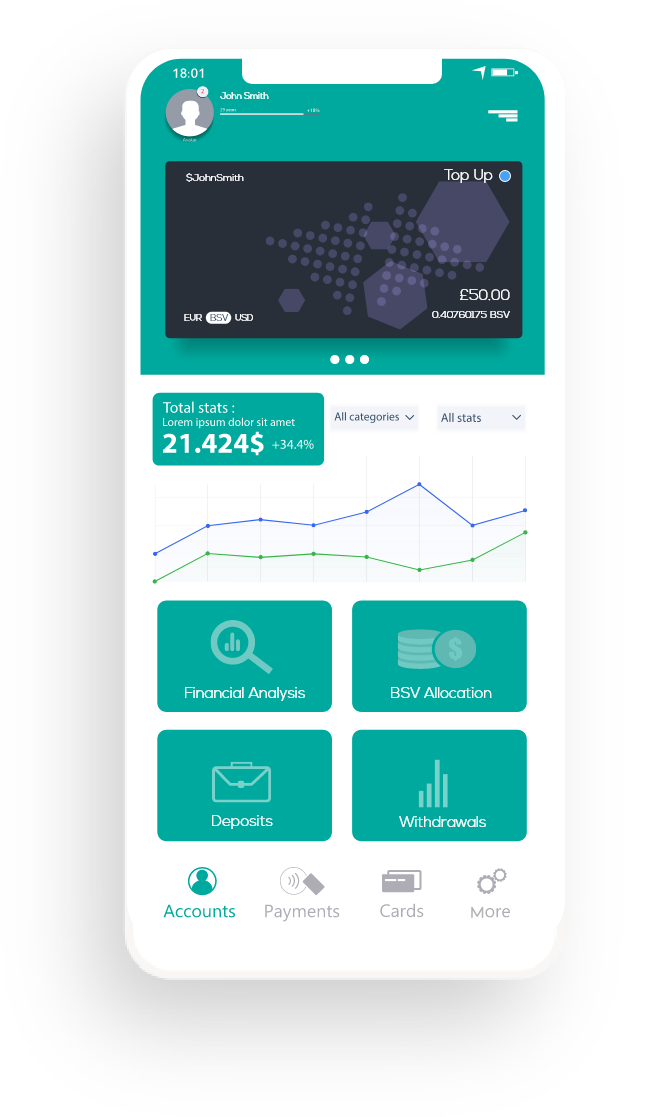 18:01
2
John Smith
+18%
$JohnSmith
Top Up
£50.00
EUR BSV USD
0.40760175 BSV
Total stats :
Lorem ipsum dolor sit amet
21.424$ +34.4%
All categories
All stats
Financial Analysis
BSV Allocation
$
Deposits
Withdrawals
Accounts
Payments
Cards
More